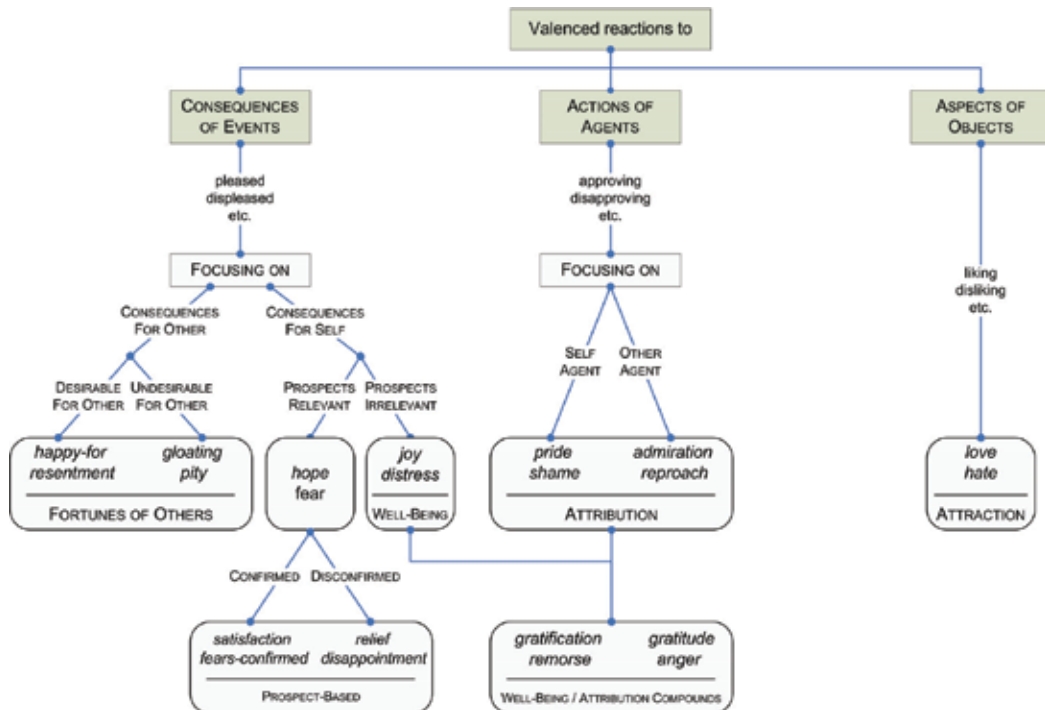 Valenced reactions to
CONSEQUENCES
OF EVENTS
ACTIONS OF
AGENTS
ASPECTS OF
OBJECTS
pleased
displeased
etc.
approving
disapproving
etc.
liking
disliking
etc.
FOCUSING ON
FOCUSING ON
CONSEQUENCES
FOR OTHER
CONSEQUENCES
FOR SELF
SELF
AGENT
OTHER
AGENT
DESIRABLE
FOR OTHER
UNDESIRABLE
FOR OTHER
PROSPECTS
RELEVANT
PROSPECTS
IRRELEVANT
happy-for
resentment
gloating
pity
FORTUNES OF OTHERS
hope
fear
joy
distress
WELL-BEING
pride
shame
admiration
reproach
ATTRIBUTION
love
hate
ATTRACTION
CONFIRMED
DISCONFIRMED
satisfaction
fears-confirmed
relief
disappointment
PROSPECT-BASED
gratification
remorse
gratitude
anger
WELL-BEING / ATTRIBUTION COMPOUNDS